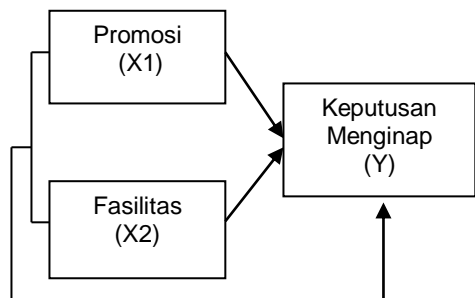 Promosi
(X1)
Keputusan
Menginap
(Y)
Fasilitas
(X2)